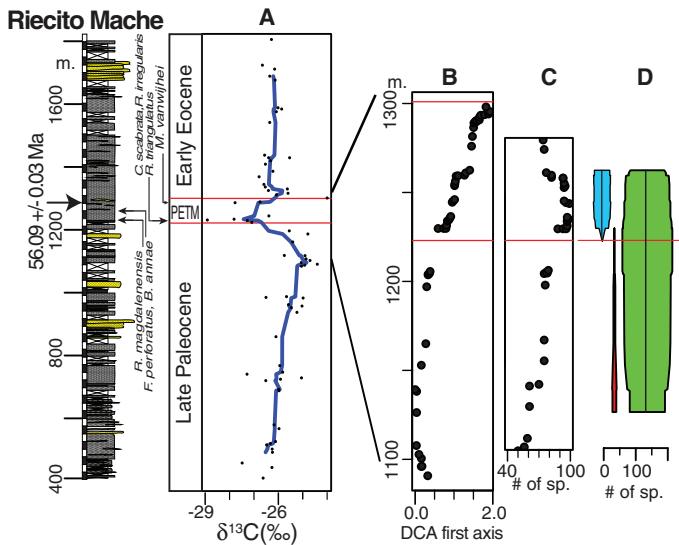 Riecito Mache
A
B
C
D
m.
1600
1200
800
400
56.09 +/- 0.03 Ma
C. scabrata, R. irregularis
R. triangulatus
M. vanwijhei
R. magdalenensis
F. perforatus, B. annae
Early Eocene
PETM
Late Paleocene
-29
-26
δ13C(‰)
m.
1300
1200
1100
0.0
2.0
DCA first axis
40
100
# of sp.
0
100
# of sp.